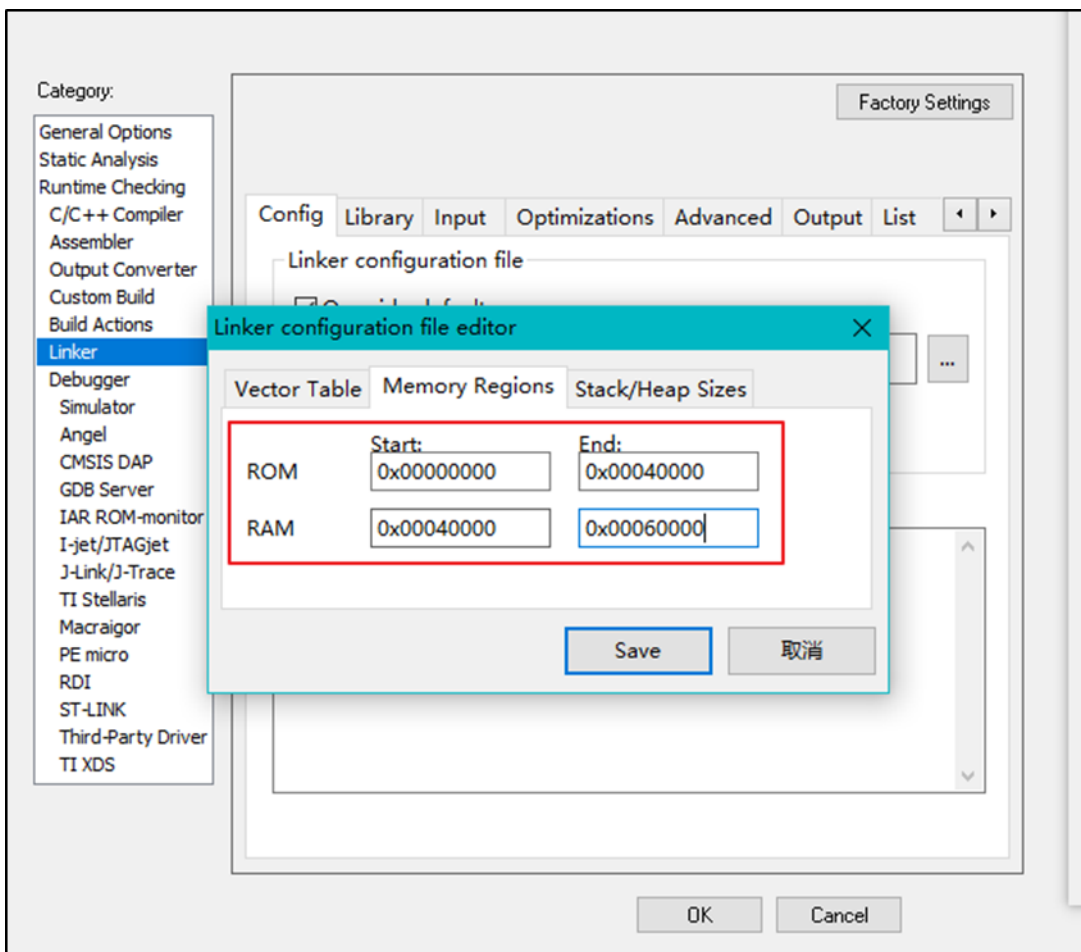 Category:
Factory Settings
General Options
Static Analysis
Runtime Checking
C/C++ Compiler
Assembler
Output Converter
Custom Build
Build Actions
Linker
Debugger
Simulator
Angel
CMSIS DAP
GDB Server
IAR ROM-monitor
I-jet/JTAGjet
J-Link/J-Trace
TI Stellaris
Macraigor
PE micro
RDI
ST-LINK
Third-Party Driver
TI XDS
Config Library Input Optimizations Advanced Output List
Linker configuration file
...
Linker configuration file editor
Vector Table Memory Regions Stack/Heap Sizes
Start: End:
ROM 0x00000000 0x00040000
RAM 0x00040000 0x00060000
Save 取消
OK Cancel